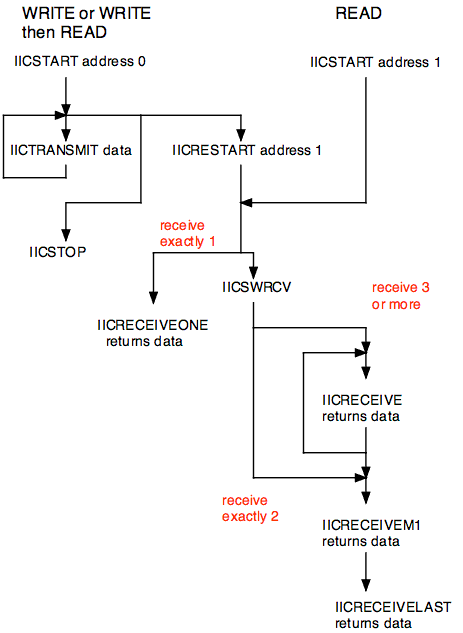 WRITE or WRITE
then READ
READ
IICSTART address 0
IICSTART address 1
IICTRANSMIT data
IICRESTART address 1
IICSTOP
receive
exactly 1
IICSWRCV
receive 3
or more
IICRECEIVEONE
returns data
IICRECEIVE
returns data
receive
exactly 2
IICRECEIVEM1
returns data
IICRECEIVELAST
returns data